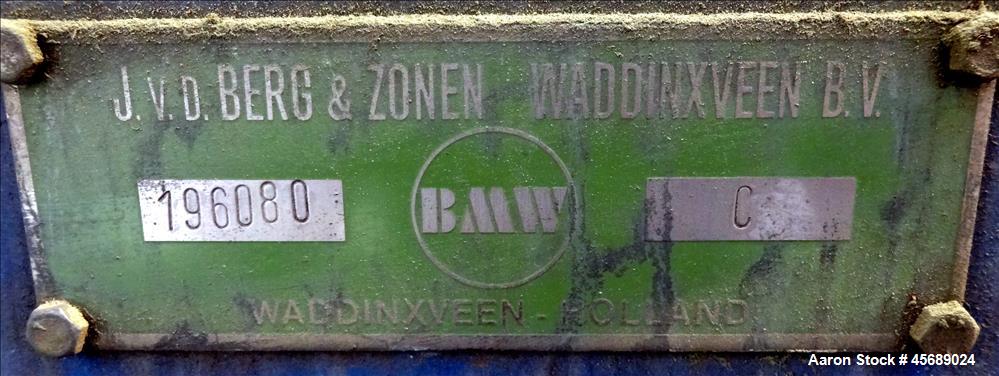 J. V. D. BERG & ZONEN WADDINXVEEN B.V.
196080 BMW C
WADDINXVEEN - HOLLAND
Aaron Stock # 45689024